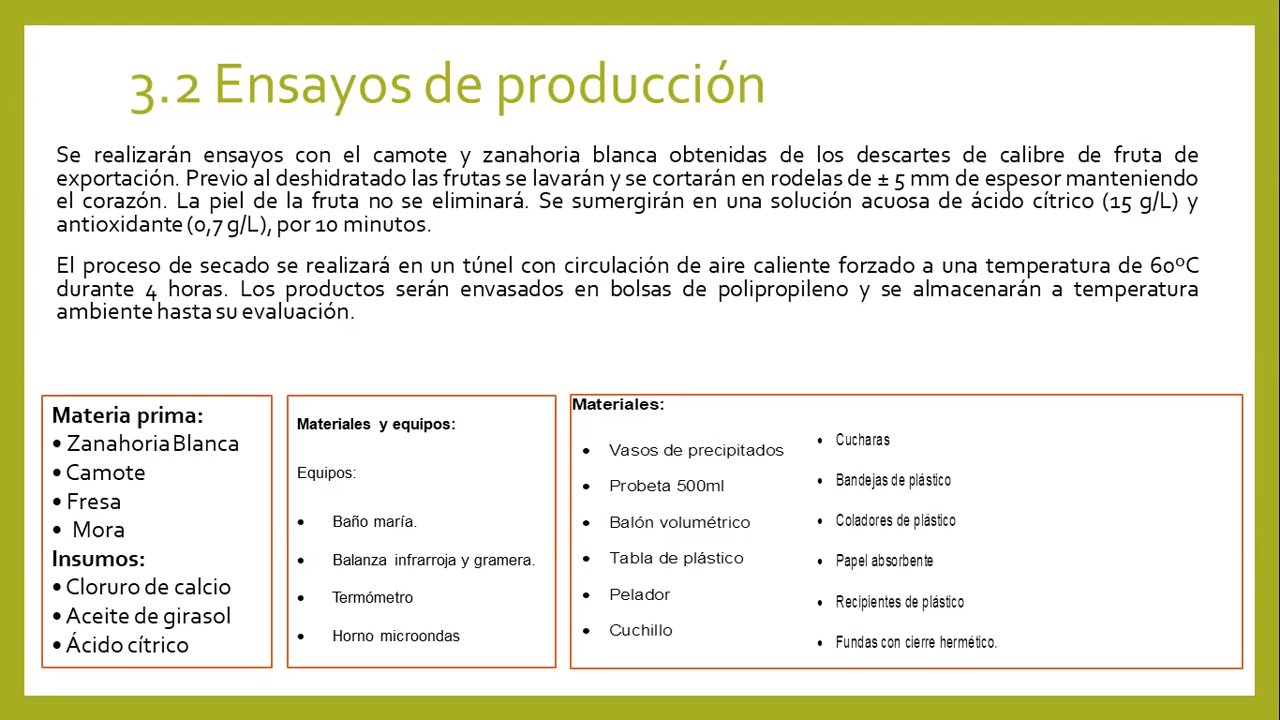 3.2 Ensayos de producción
Se realizarán ensayos con el camote y zanahoria blanca obtenidas de los descartes de calibre de fruta de
exportación. Previo al deshidratado las frutas se lavarán y se cortarán en rodelas de ± 5 mm de espesor manteniendo
el corazón. La piel de la fruta no se eliminará. Se sumergirán en una solución acuosa de ácido cítrico (15 g/L) y
antioxidante (0,7 g/L), por 10 minutos.
El proceso de secado se realizará en un túnel con circulación de aire caliente forzado a una temperatura de 60ºC
durante 4 horas. Los productos serán envasados en bolsas de polipropileno y se almacenarán a temperatura
ambiente hasta su evaluación.
Materia prima:
• Zanahoria Blanca
• Camote
• Fresa
• Mora
Insumos:
• Cloruro de calcio
• Aceite de girasol
• Ácido cítrico
Materiales y equipos:
Equipos:
• Baño maría.
• Balanza infrarroja y gramera.
• Termómetro
• Horno microondas
Materiales:
• Vasos de precipitados
• Probeta 500ml
• Balón volumétrico
• Tabla de plástico
• Pelador
• Cuchillo
• Cucharas
• Bandejas de plástico
• Coladores de plástico
• Papel absorbente
• Recipientes de plástico
• Fundas con cierre hermético.